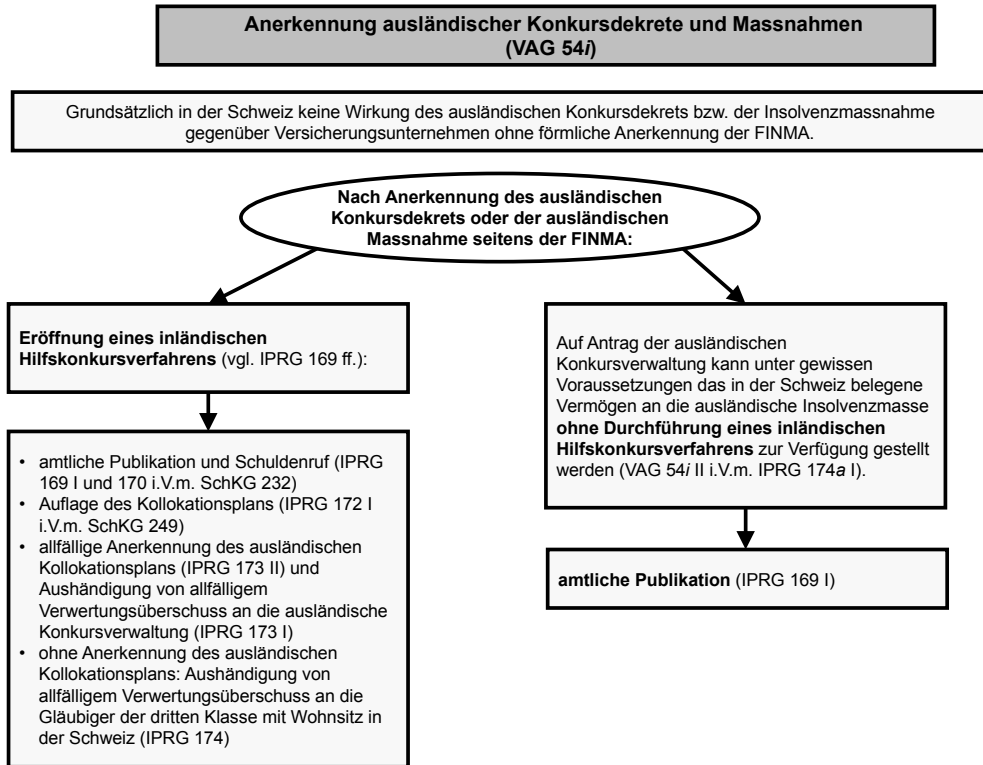 Anerkennung ausländischer Konkursdekrete und Massnahmen
(VAG 54i)
Grundsätzlich in der Schweiz keine Wirkung des ausländischen Konkursdekrets bzw. der Insolvenzmassnahme
gegenüber Versicherungsunternehmen ohne förmliche Anerkennung der FINMA.
Nach Anerkennung des ausländischen
Konkursdekrets oder der ausländischen
Massnahme seitens der FINMA:
Eröffnung eines inländischen
Hilfskonkursverfahrens (vgl. IPRG 169 ff.):
• amtliche Publikation und Schuldenruf (IPRG
169 I und 170 i.V.m. SchKG 232)
• Auflage des Kollokationsplans (IPRG 172 I
i.V.m. SchKG 249)
• allfällige Anerkennung des ausländischen
Kollokationsplans (IPRG 173 II) und
Aushändigung von allfälligem
Verwertungsüberschuss an die ausländische
Konkursverwaltung (IPRG 173 I)
• ohne Anerkennung des ausländischen
Kollokationsplans: Aushändigung von
allfälligem Verwertungsüberschuss an die
Gläubiger der dritten Klasse mit Wohnsitz in
der Schweiz (IPRG 174)
Auf Antrag der ausländischen
Konkursverwaltung kann unter gewissen
Voraussetzungen das in der Schweiz belegene
Vermögen an die ausländische Insolvenzmasse
ohne Durchführung eines inländischen
Hilfskonkursverfahrens zur Verfügung gestellt
werden (VAG 54i II i.V.m. IPRG 174a I).
amtliche Publikation (IPRG 169 I)